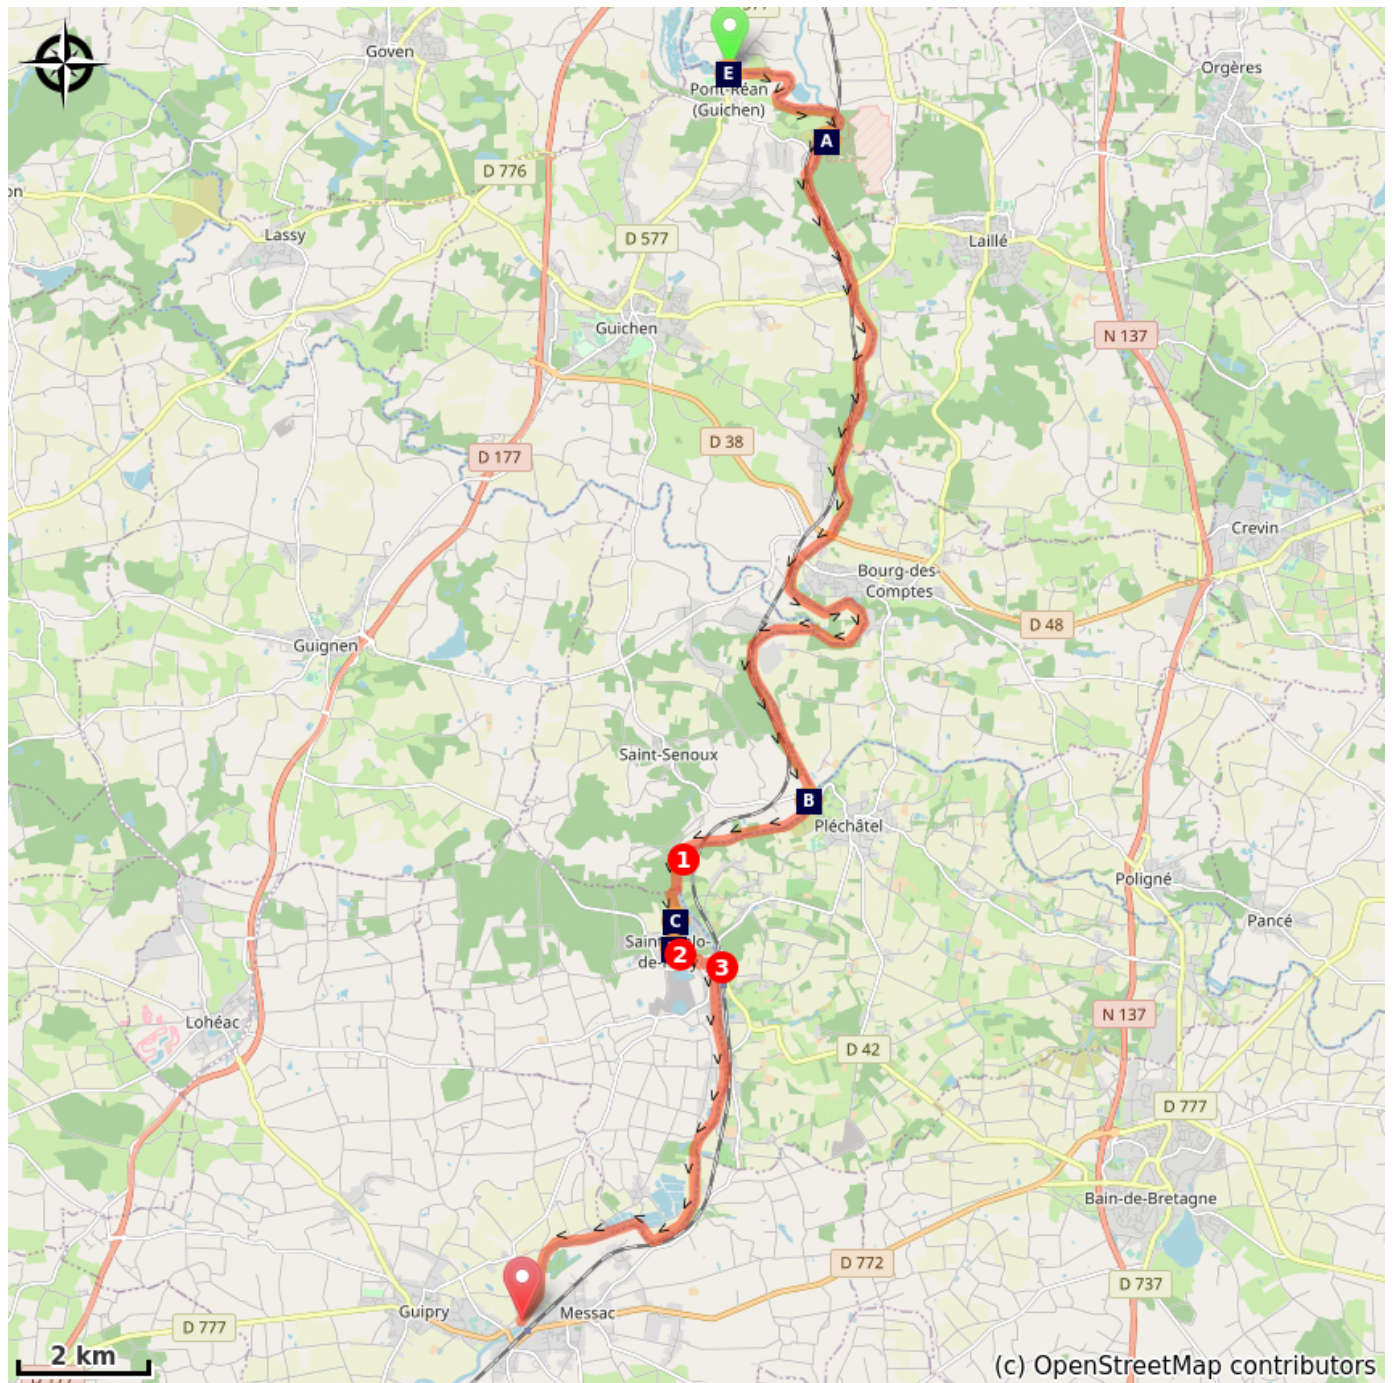 Goven
Orgères
E
Pont-Réan
(Guichen)
A
D 776
on
Lassy
D 577
Laillé
Guichen
N 137
D 38
D 177
Crevin
Bourg-des-
Comptes
D 48
Guignen
Saint-Senoux
B
Pléchâtel
1
Poligné
C
Pancé
2
3
Lohéac
N 137
D 42
D 777
Bain-de-Bretagne
D 772
D 737
Guipry
Messac
D 777
2 km
(c) OpenStreetMap contributors